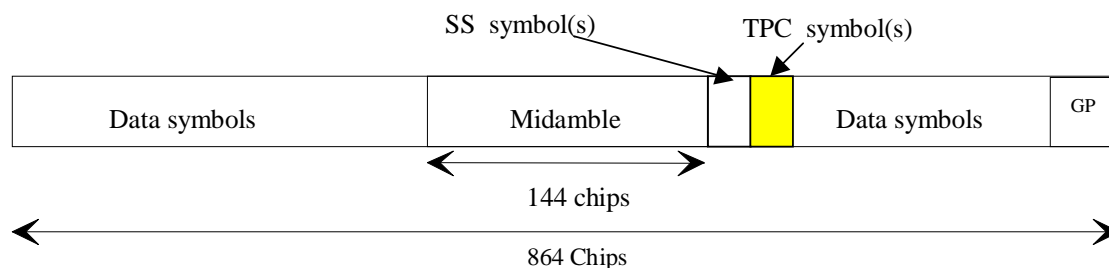 SS symbol(s)
TPC symbol(s)
Data symbols
Midamble
Data symbols
GP
144 chips
864 Chips